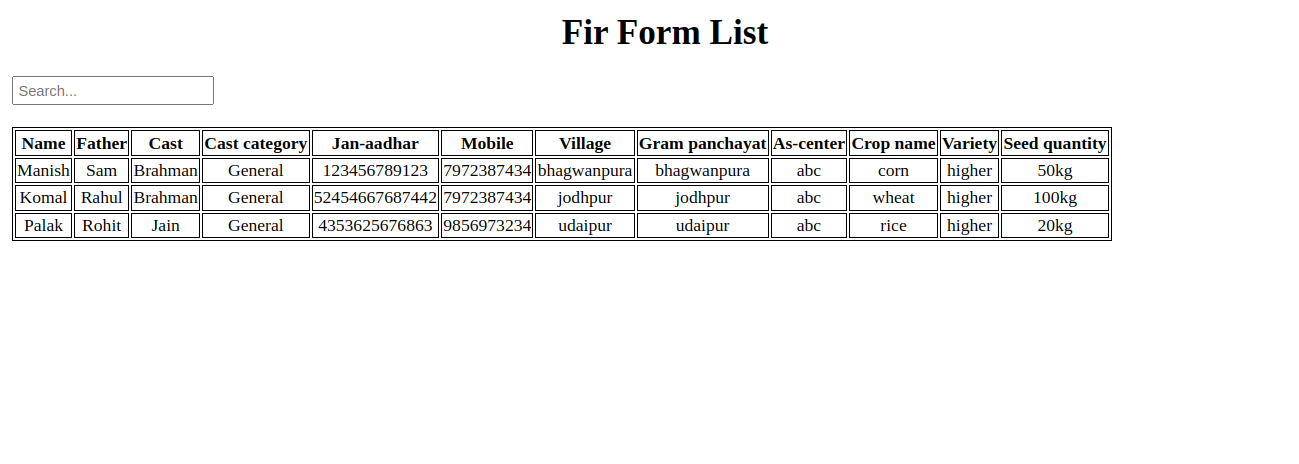 Fir Form List
Search...
Name Father Cast Cast category Jan-aadhar Mobile Village Gram panchayat As-center Crop name Variety Seed quantity
Manish Sam Brahman General 123456789123 7972387434 bhagwanpura bhagwanpura abc corn higher 50kg
Komal Rahul Brahman General 52454667687442 7972387434 jodhpur jodhpur abc wheat higher 100kg
Palak Rohit Jain General 4353625676863 9856973234 udaipur udaipur abc rice higher 20kg